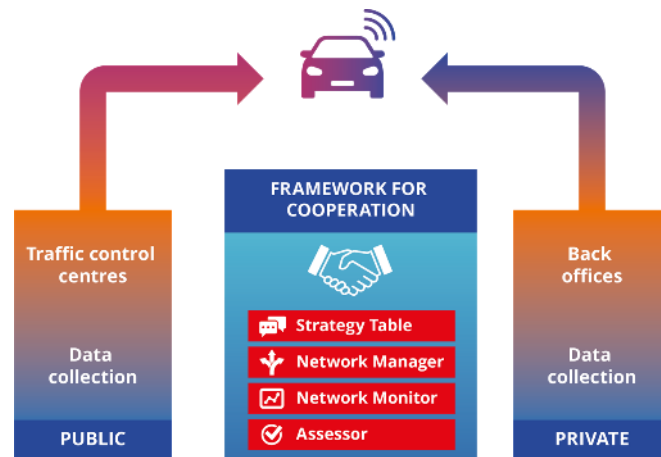 FRAMEWORK FOR
COOPERATION
Traffic control
centres
Data
collection
PUBLIC
Strategy Table
Network Manager
Network Monitor
Assessor
Back
offices
Data
collection
PRIVATE